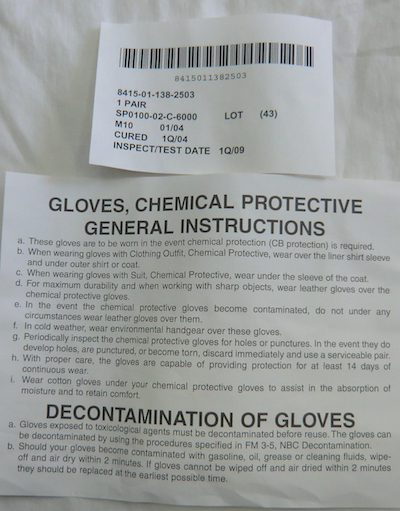 8415011382503
8415-01-138-2503
1 PAIR
SP0100-02-C-6000 LOT (43)
M10 01/04
CURED 1Q/04
INSPECT/TEST DATE 1Q/09
GLOVES, CHEMICAL PROTECTIVE
GENERAL INSTRUCTIONS
a. These gloves are to be worn in the event chemical protection (CB protection) is required.
b. When wearing gloves with Clothing Outfit, Chemical Protective, wear over the liner shirt sleeve
and under outer shirt or coat.
c. When wearing gloves with Suit, Chemical Protective, wear under the sleeve of the coat.
d. For maximum durability and when working with sharp objects, wear leather gloves over the
chemical protective gloves.
e. In the event the chemical protective gloves become contaminated, do not under any
circumstances wear leather gloves over them.
f. In cold weather, wear environmental handgear over these gloves.
g. Periodically inspect the chemical protective gloves for holes or punctures. In the event they do
develop holes, are punctured, or become torn, discard immediately and use a serviceable pair.
h. With proper care, the gloves are capable of providing protection for at least 14 days of
continuous wear.
i. Wear cotton gloves under your chemical protective gloves to assist in the absorption of
moisture and to retain comfort.
DECONTAMINATION OF GLOVES
a. Gloves exposed to toxicological agents must be decontaminated before reuse. The gloves can
be decontaminated by using the procedures specified in FM 3-5, NBC Decontamination.
b. Should your gloves become contaminated with gasoline, oil, grease or cleaning fluids, wipe-
off and air dry within 2 minutes. If gloves cannot be wiped off and air dried within 2 minutes
they should be replaced at the earliest possible time.